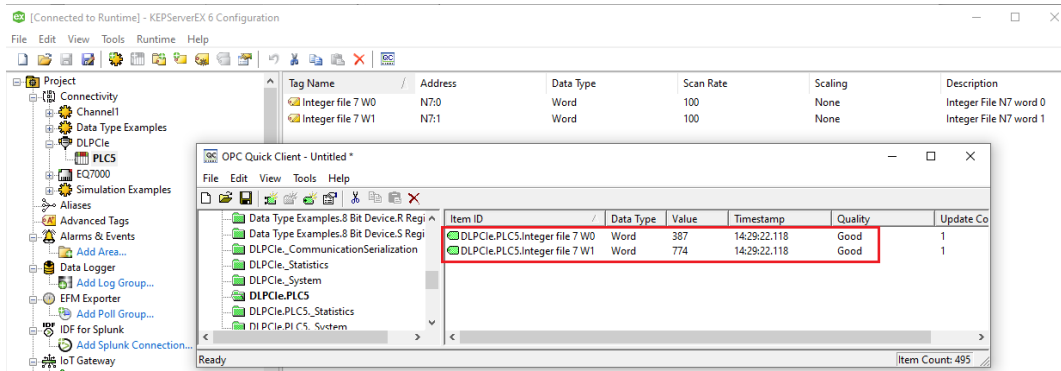 [Connected to Runtime] - KEPServerEX 6 Configuration
File Edit View Tools Runtime Help
Project
Connectivity
Channel1
Data Type Examples
DLPCIe
PLC5
EQ7000
Simulation Examples
Aliases
Advanced Tags
Alarms & Events
Add Area...
Data Logger
Add Log Group...
EFM Exporter
Add Poll Group...
IDF for Splunk
Add Splunk Connection...
IoT Gateway
Tag Name Address Data Type Scan Rate Scaling Description
Integer file 7 W0 N7:0 Word 100 None Integer File N7 word 0
Integer file 7 W1 N7:1 Word 100 None Integer File N7 word 1
OPC Quick Client - Untitled *
File Edit View Tools Help
Data Type Examples.8 Bit Device.R Regi
Data Type Examples.8 Bit Device.S Regi
DLPCIe._CommunicationSerialization
DLPCIe._Statistics
DLPCIe._System
DLPCIe.PLC5
DLPCIe.PLC5._Statistics
DLPCIe.PLC5._System
Item ID Data Type Value Timestamp Quality Update Co
DLPCIe.PLC5.Integer file 7 W0 Word 387 14:29:22.118 Good 1
DLPCIe.PLC5.Integer file 7 W1 Word 774 14:29:22.118 Good 1
Ready Item Count: 495